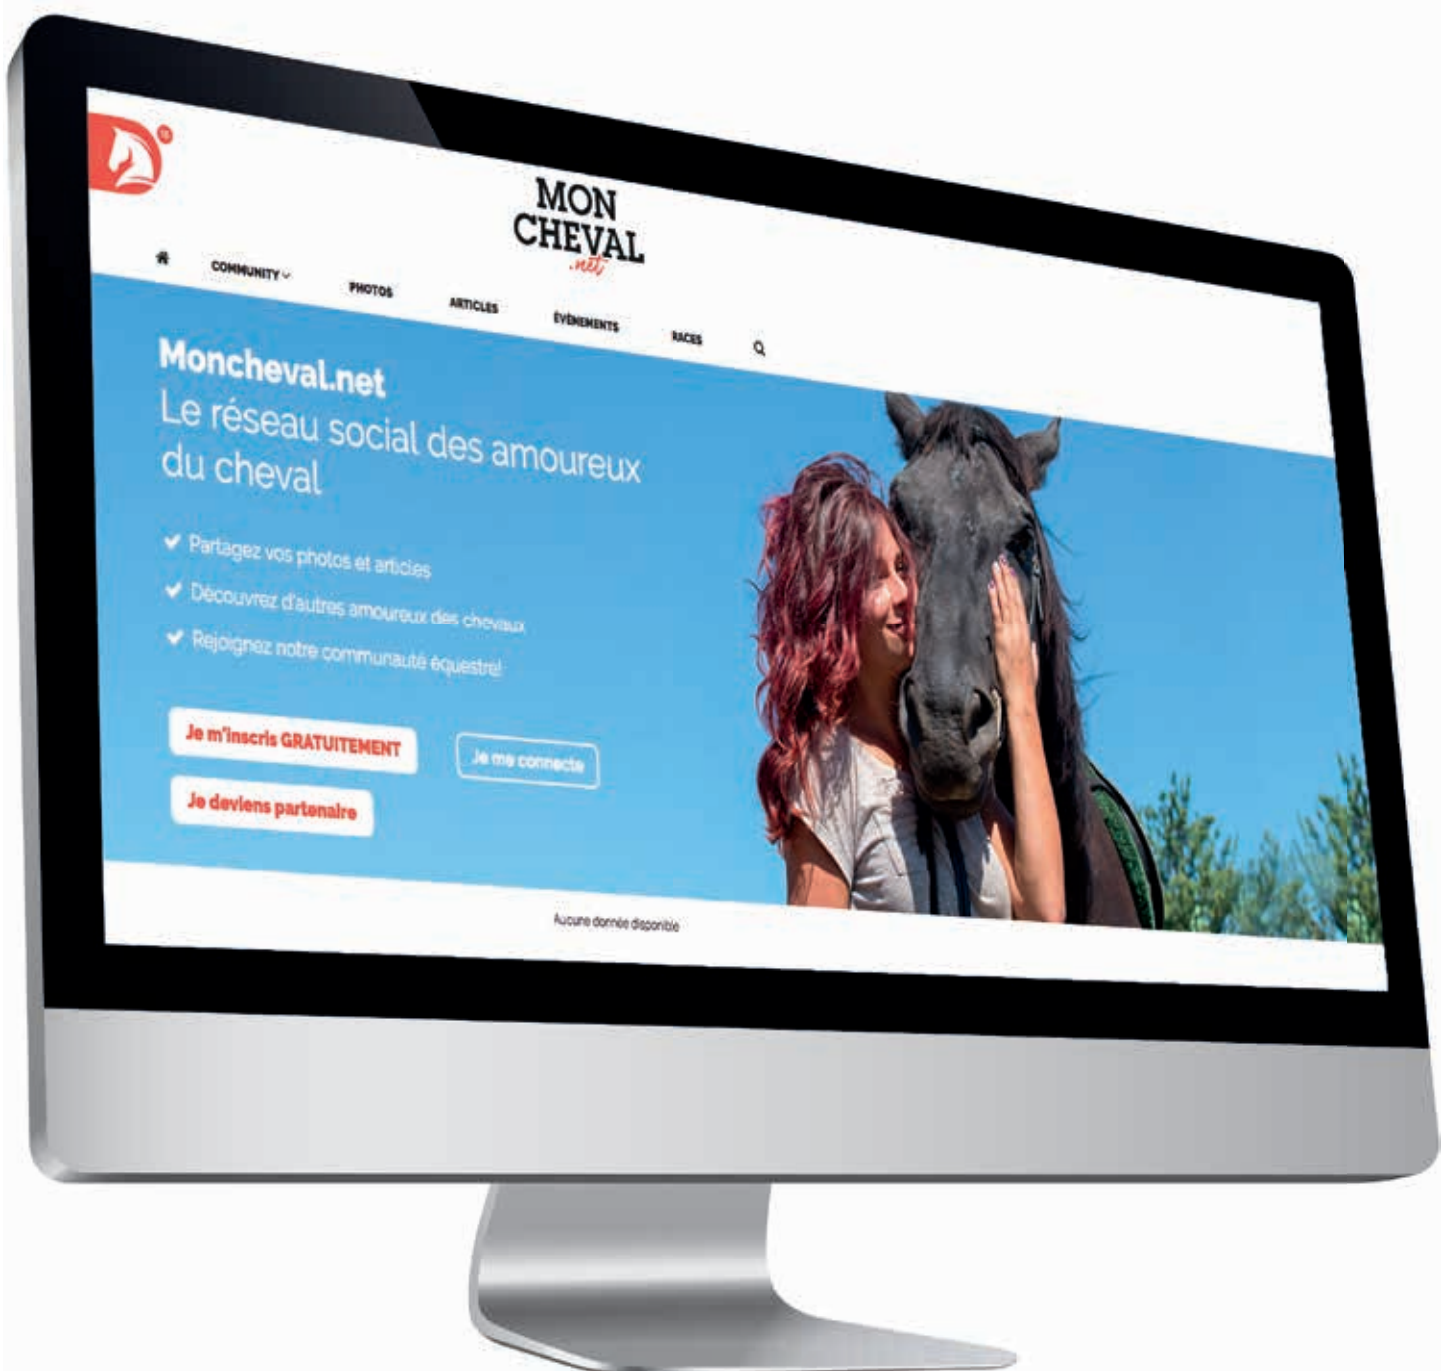 MON
CHEVAL
.net
COMMUNITY
PHOTOS
ARTICLES
ÉVÉNEMENTS
RACES
Moncheval.net
Le réseau social des amoureux
du cheval
Partagez vos photos et articles
Découvrez d'autres amoureux des chevaux
Rejoignez notre communauté équestre!
Je m'inscris GRATUITEMENT
Je me connecte
Je deviens partenaire
Aucune donnée disponible